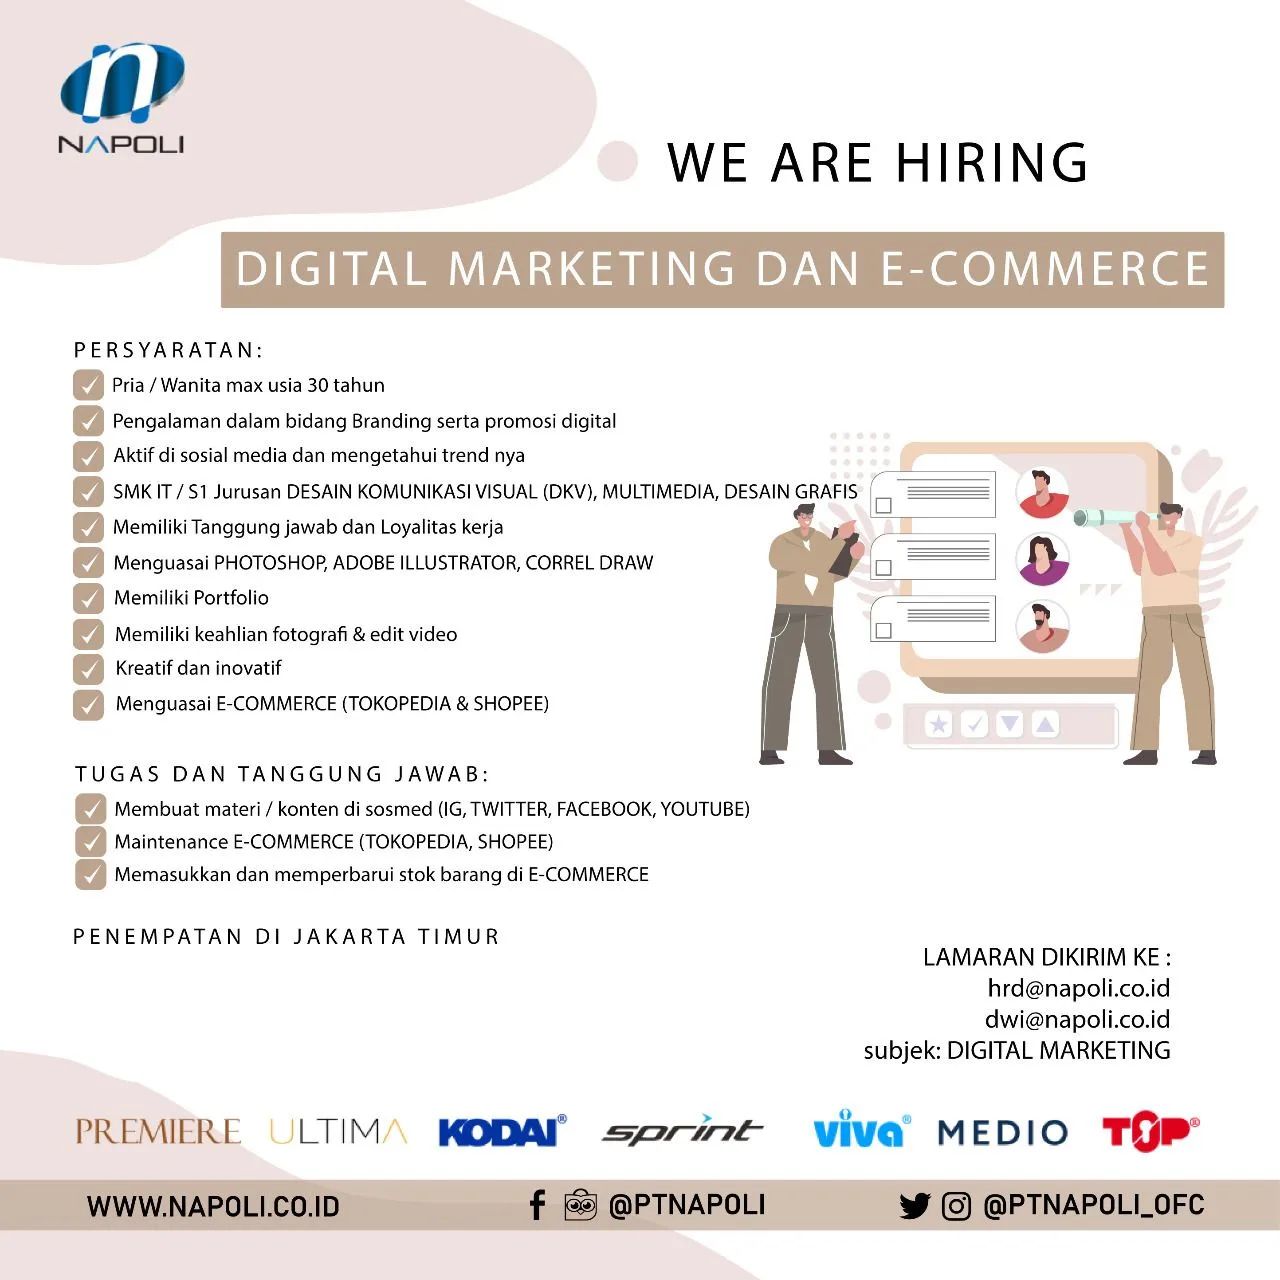 NAPOLI
WE ARE HIRING
DIGITAL MARKETING DAN E-COMMERCE
PERSYARATAN:
Pria / Wanita max usia 30 tahun
Pengalaman dalam bidang Branding serta promosi digital
Aktif di sosial media dan mengetahui trend nya
SMK IT / S1 Jurusan DESAIN KOMUNIKASI VISUAL (DKV), MULTIMEDIA, DESAIN GRAFIS
Memiliki Tanggung jawab dan Loyalitas kerja
Menguasai PHOTOSHOP, ADOBE ILLUSTRATOR, CORREL DRAW
Memiliki Portfolio
Memiliki keahlian fotografi & edit video
Kreatif dan inovatif
Menguasai E-COMMERCE (TOKOPEDIA & SHOPEE)
TUGAS DAN TANGGUNG JAWAB:
Membuat materi / konten di sosmed (IG, TWITTER, FACEBOOK, YOUTUBE)
Maintenance E-COMMERCE (TOKOPEDIA, SHOPEE)
Memasukkan dan memperbarui stok barang di E-COMMERCE
PENEMPATAN DI JAKARTA TIMUR
LAMARAN DIKIRIM KE :
hrd@napoli.co.id
dwi@napoli.co.id
subjek: DIGITAL MARKETING
PREMIERE ULTIMA KODAI® sprint viva® MEDIO TOP®
WWW.NAPOLI.CO.ID @PTNAPOLI @PTNAPOLI_OFC